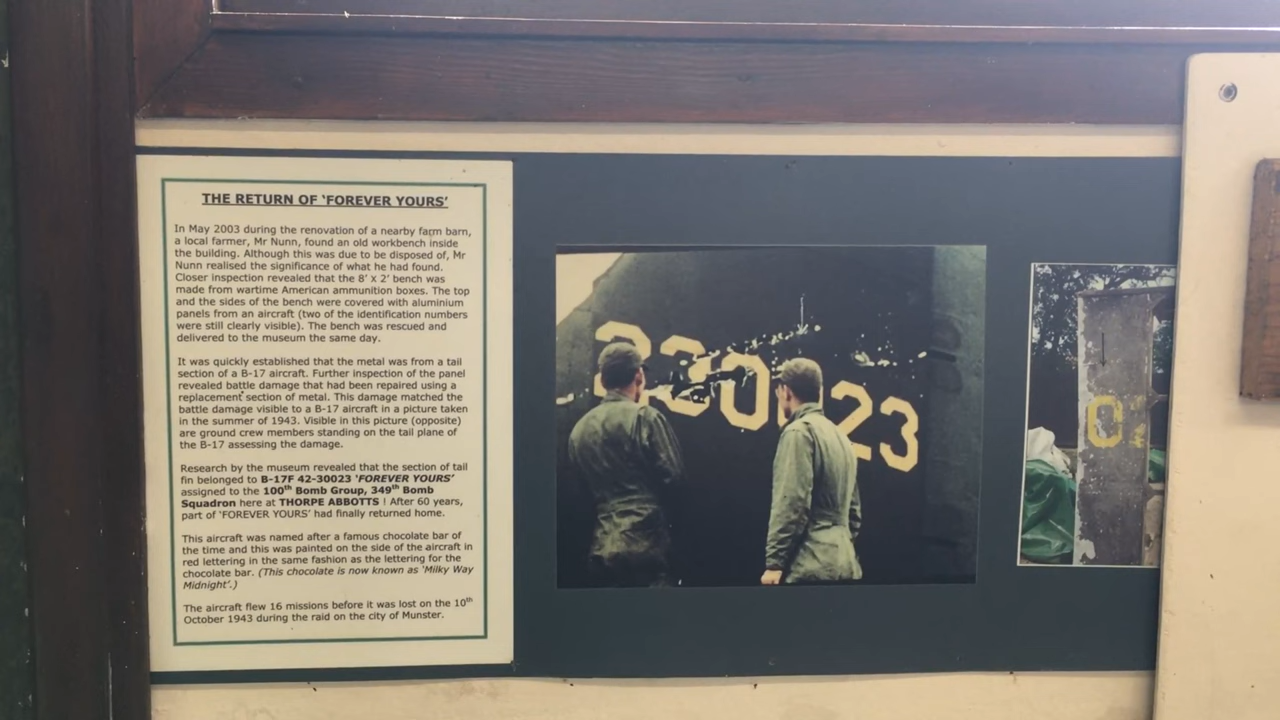 THE RETURN OF ‘FOREVER YOURS’
In May 2003 during the renovation of a nearby farm barn,
a local farmer, Mr Nunn, found an old workbench inside
the building. Although this was due to be disposed of, Mr
Nunn realised the significance of what he had found.
Closer inspection revealed that the 8’ x 2’ bench was
made from wartime American ammunition boxes. The top
and the sides of the bench were covered with aluminium
panels from an aircraft (two of the identification numbers
were still clearly visible). The bench was rescued and
delivered to the museum the same day.
It was quickly established that the metal was from a tail
section of a B-17 aircraft. Further inspection of the panel
revealed battle damage that had been repaired using a
replacement section of metal. This damage matched the
battle damage visible to a B-17 aircraft in a picture taken
in the summer of 1943. Visible in this picture (opposite)
are ground crew members standing on the tail plane of
the B-17 assessing the damage.
Research by the museum revealed that the section of tail
fin belonged to B-17F 42-30023 ‘FOREVER YOURS’
assigned to the 100th Bomb Group, 349th Bomb
Squadron here at THORPE ABBOTTS ! After 60 years,
part of ‘FOREVER YOURS’ had finally returned home.
This aircraft was named after a famous chocolate bar of
the time and this was painted on the side of the aircraft in
red lettering in the same fashion as the lettering for the
chocolate bar. (This chocolate is now known as ‘Milky Way
Midnight’.)
The aircraft flew 16 missions before it was lost on the 10th
October 1943 during the raid on the city of Munster.
230023
0